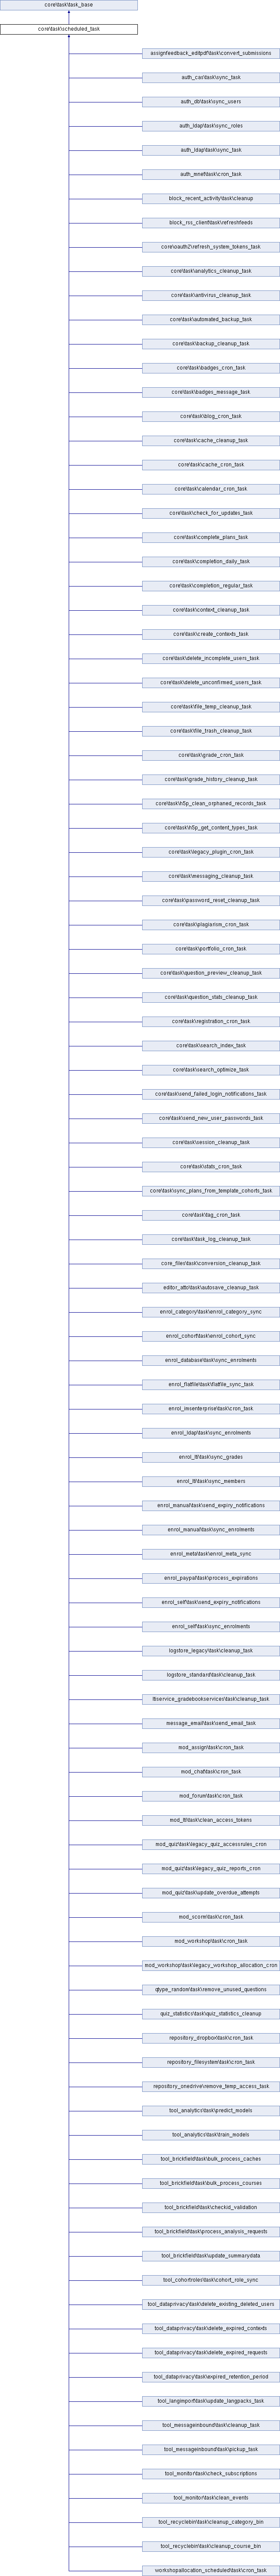 core\task\task_base
core\task\scheduled_task
assignfeedback_editpdf\task\convert_submissions
auth_cas\task\sync_task
auth_db\task\sync_users
auth_ldap\task\sync_roles
auth_ldap\task\sync_task
auth_mnet\task\cron_task
block_recent_activity\task\cleanup
block_rss_client\task\refreshfeeds
core\oauth2\refresh_system_tokens_task
core\task\analytics_cleanup_task
core\task\antivirus_cleanup_task
core\task\automated_backup_task
core\task\backup_cleanup_task
core\task\badges_cron_task
core\task\badges_message_task
core\task\blog_cron_task
core\task\cache_cleanup_task
core\task\cache_cron_task
core\task\calendar_cron_task
core\task\check_for_updates_task
core\task\complete_plans_task
core\task\completion_daily_task
core\task\completion_regular_task
core\task\context_cleanup_task
core\task\create_contexts_task
core\task\delete_incomplete_users_task
core\task\delete_unconfirmed_users_task
core\task\file_temp_cleanup_task
core\task\file_trash_cleanup_task
core\task\grade_cron_task
core\task\grade_history_cleanup_task
core\task\h5p_clean_orphaned_records_task
core\task\h5p_get_content_types_task
core\task\legacy_plugin_cron_task
core\task\messaging_cleanup_task
core\task\password_reset_cleanup_task
core\task\plagiarism_cron_task
core\task\portfolio_cron_task
core\task\question_preview_cleanup_task
core\task\question_stats_cleanup_task
core\task\registration_cron_task
core\task\search_index_task
core\task\search_optimize_task
core\task\send_failed_login_notifications_task
core\task\send_new_user_passwords_task
core\task\session_cleanup_task
core\task\stats_cron_task
core\task\sync_plans_from_template_cohorts_task
core\task\tag_cron_task
core\task\task_log_cleanup_task
core_files\task\conversion_cleanup_task
editor_atto\task\autosave_cleanup_task
enrol_category\task\enrol_category_sync
enrol_cohort\task\enrol_cohort_sync
enrol_database\task\sync_enrolments
enrol_flatfile\task\flatfile_sync_task
enrol_imsenterprise\task\cron_task
enrol_ldap\task\sync_enrolments
enrol_lti\task\sync_grades
enrol_lti\task\sync_members
enrol_manual\task\send_expiry_notifications
enrol_manual\task\sync_enrolments
enrol_meta\task\enrol_meta_sync
enrol_paypal\task\process_expirations
enrol_self\task\send_expiry_notifications
enrol_self\task\sync_enrolments
logstore_legacy\task\cleanup_task
logstore_standard\task\cleanup_task
ltiservice_gradebookservices\task\cleanup_task
message_email\task\send_email_task
mod_assign\task\cron_task
mod_chat\task\cron_task
mod_forum\task\cron_task
mod_lti\task\clean_access_tokens
mod_quiz\task\legacy_quiz_accessrules_cron
mod_quiz\task\legacy_quiz_reports_cron
mod_quiz\task\update_overdue_attempts
mod_scorm\task\cron_task
mod_workshop\task\cron_task
mod_workshop\task\legacy_workshop_allocation_cron
qtype_random\task\remove_unused_questions
quiz_statistics\task\quiz_statistics_cleanup
repository_dropbox\task\cron_task
repository_filesystem\task\cron_task
repository_onedrive\remove_temp_access_task
tool_analytics\task\predict_models
tool_analytics\task\train_models
tool_brickfield\task\bulk_process_caches
tool_brickfield\task\bulk_process_courses
tool_brickfield\task\checkid_validation
tool_brickfield\task\process_analysis_requests
tool_brickfield\task\update_summarydata
tool_cohortroles\task\cohort_role_sync
tool_dataprivacy\task\delete_existing_deleted_users
tool_dataprivacy\task\delete_expired_contexts
tool_dataprivacy\task\delete_expired_requests
tool_dataprivacy\task\expired_retention_period
tool_langimport\task\update_langpacks_task
tool_messageinbound\task\cleanup_task
tool_messageinbound\task\pickup_task
tool_monitor\task\check_subscriptions
tool_monitor\task\clean_events
tool_recyclebin\task\cleanup_category_bin
tool_recyclebin\task\cleanup_course_bin
workshopallocation_scheduled\task\cron_task